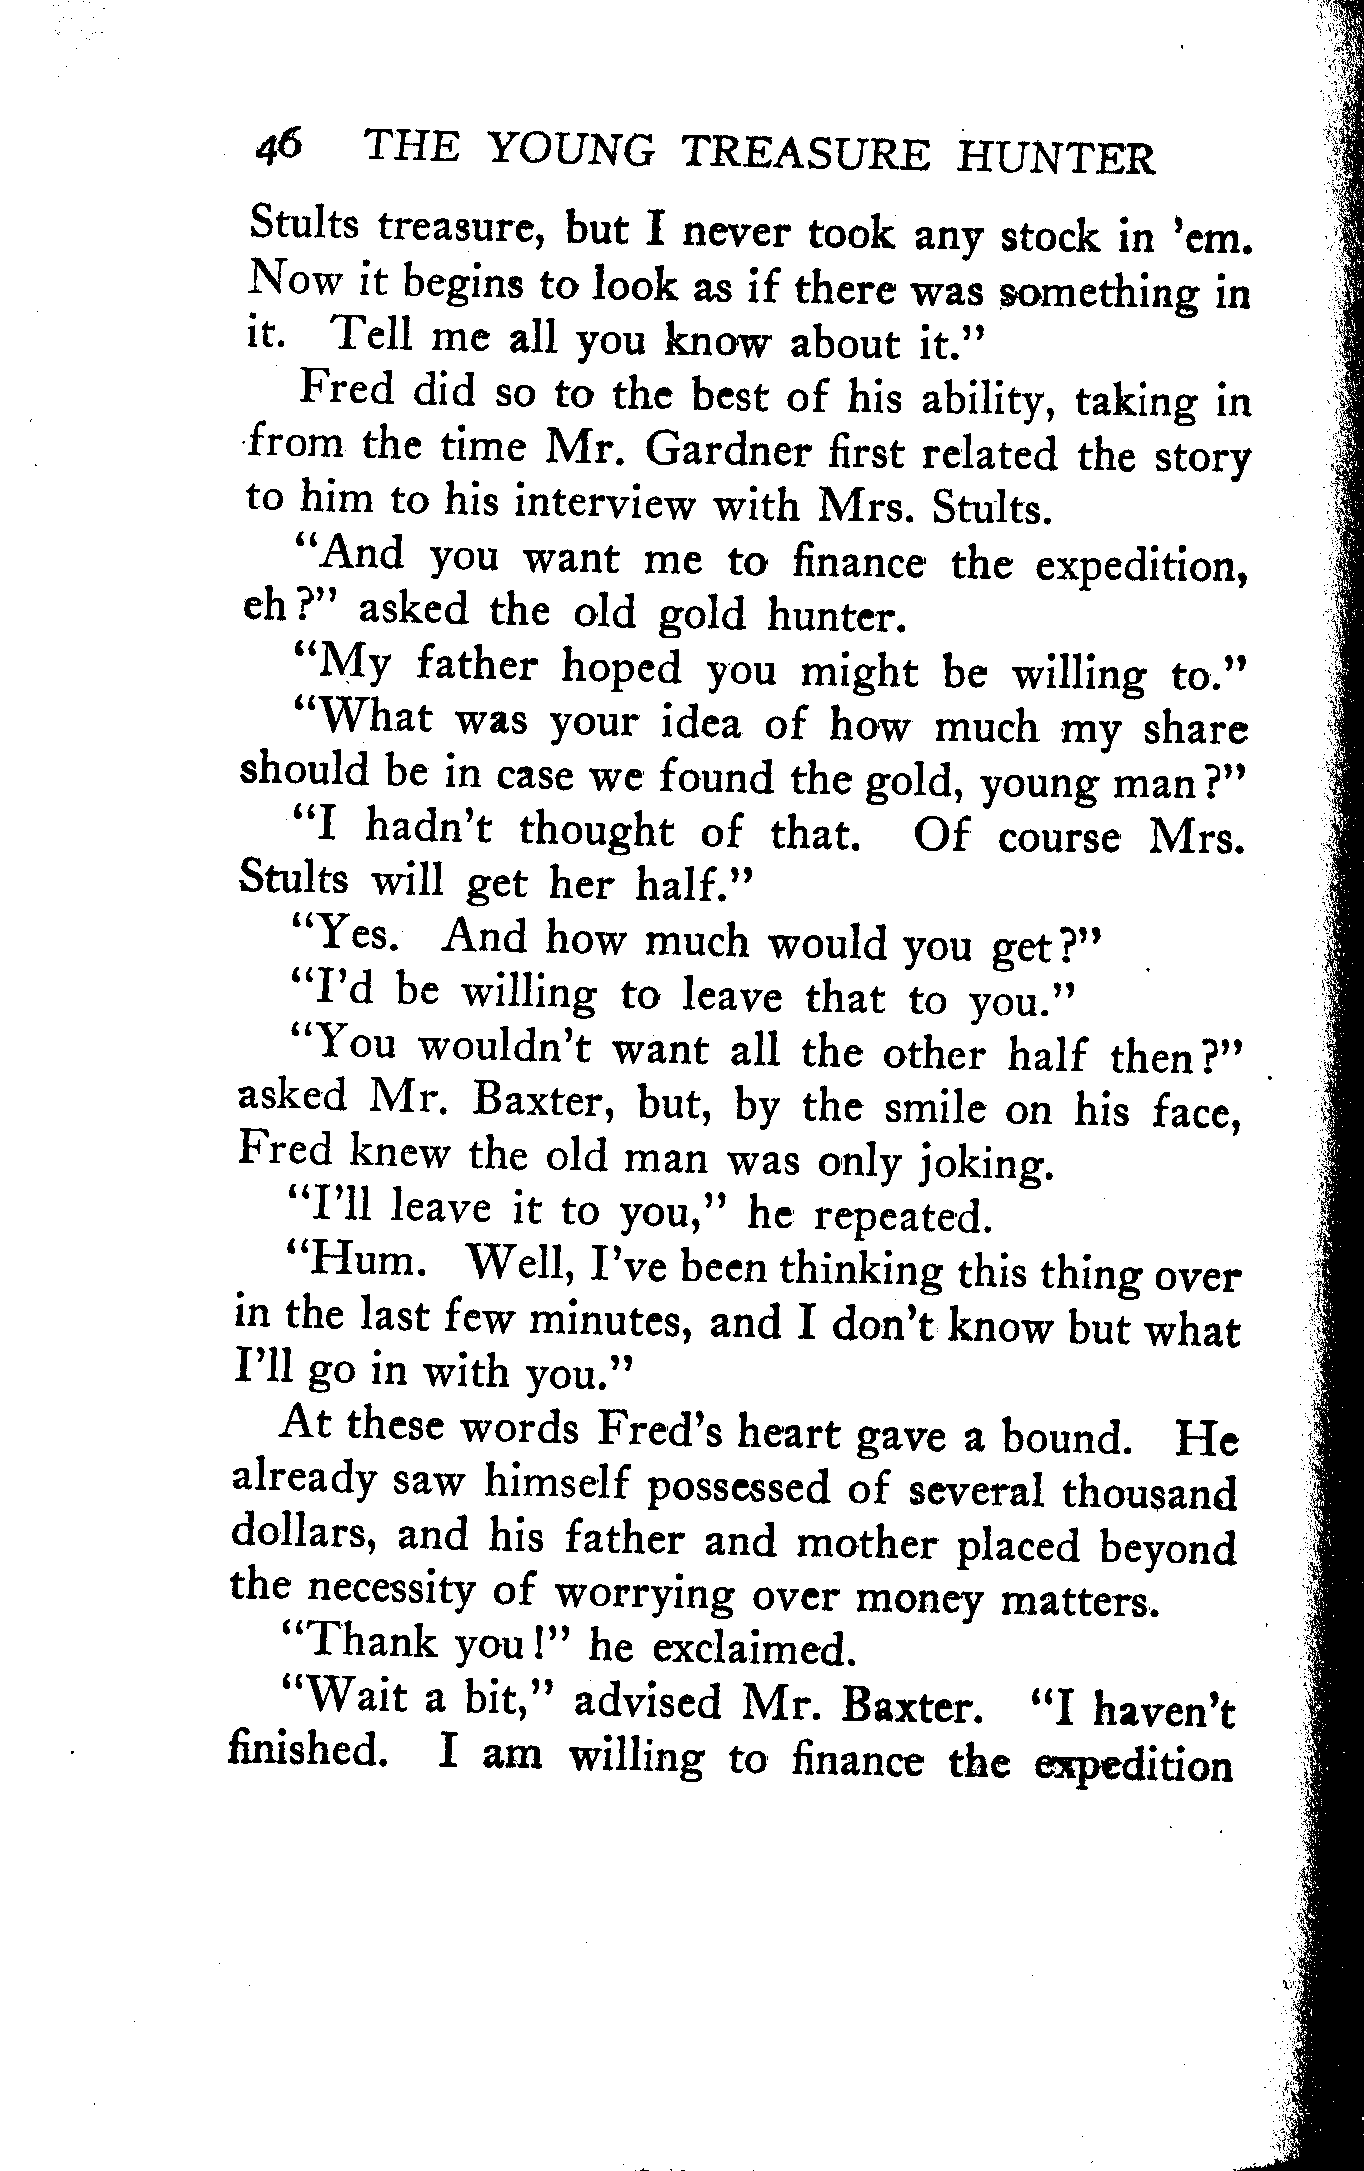 46 THE YOUNG TREASURE HUNTER
Stults treasure, but I never took any stock in 'em.
Now it begins to look as if there was something in
it. Tell me all you know about it."
Fred did so to the best of his ability, taking in
from the time Mr. Gardner first related the story
to him to his interview with Mrs. Stults.
"And you want me to finance the expedition,
eh?" asked the old gold hunter.
"My father hoped you might be willing to."
"What was your idea of how much my share
should be in case we found the gold, young man?"
"I hadn't thought of that. Of course Mrs.
Stults will get her half."
"Yes. And how much would you get?"
"I'd be willing to leave that to you."
"You wouldn't want all the other half then?"
asked Mr. Baxter, but, by the smile on his face,
Fred knew the old man was only joking.
"I'll leave it to you," he repeated.
"Hum. Well, I've been thinking this thing over
in the last few minutes, and I don't know but what
I'll go in with you."
At these words Fred's heart gave a bound. He
already saw himself possessed of several thousand
dollars, and his father and mother placed beyond
the necessity of worrying over money matters.
"Thank you!" he exclaimed.
"Wait a bit," advised Mr. Baxter. "I haven't
finished. I am willing to finance the expedition